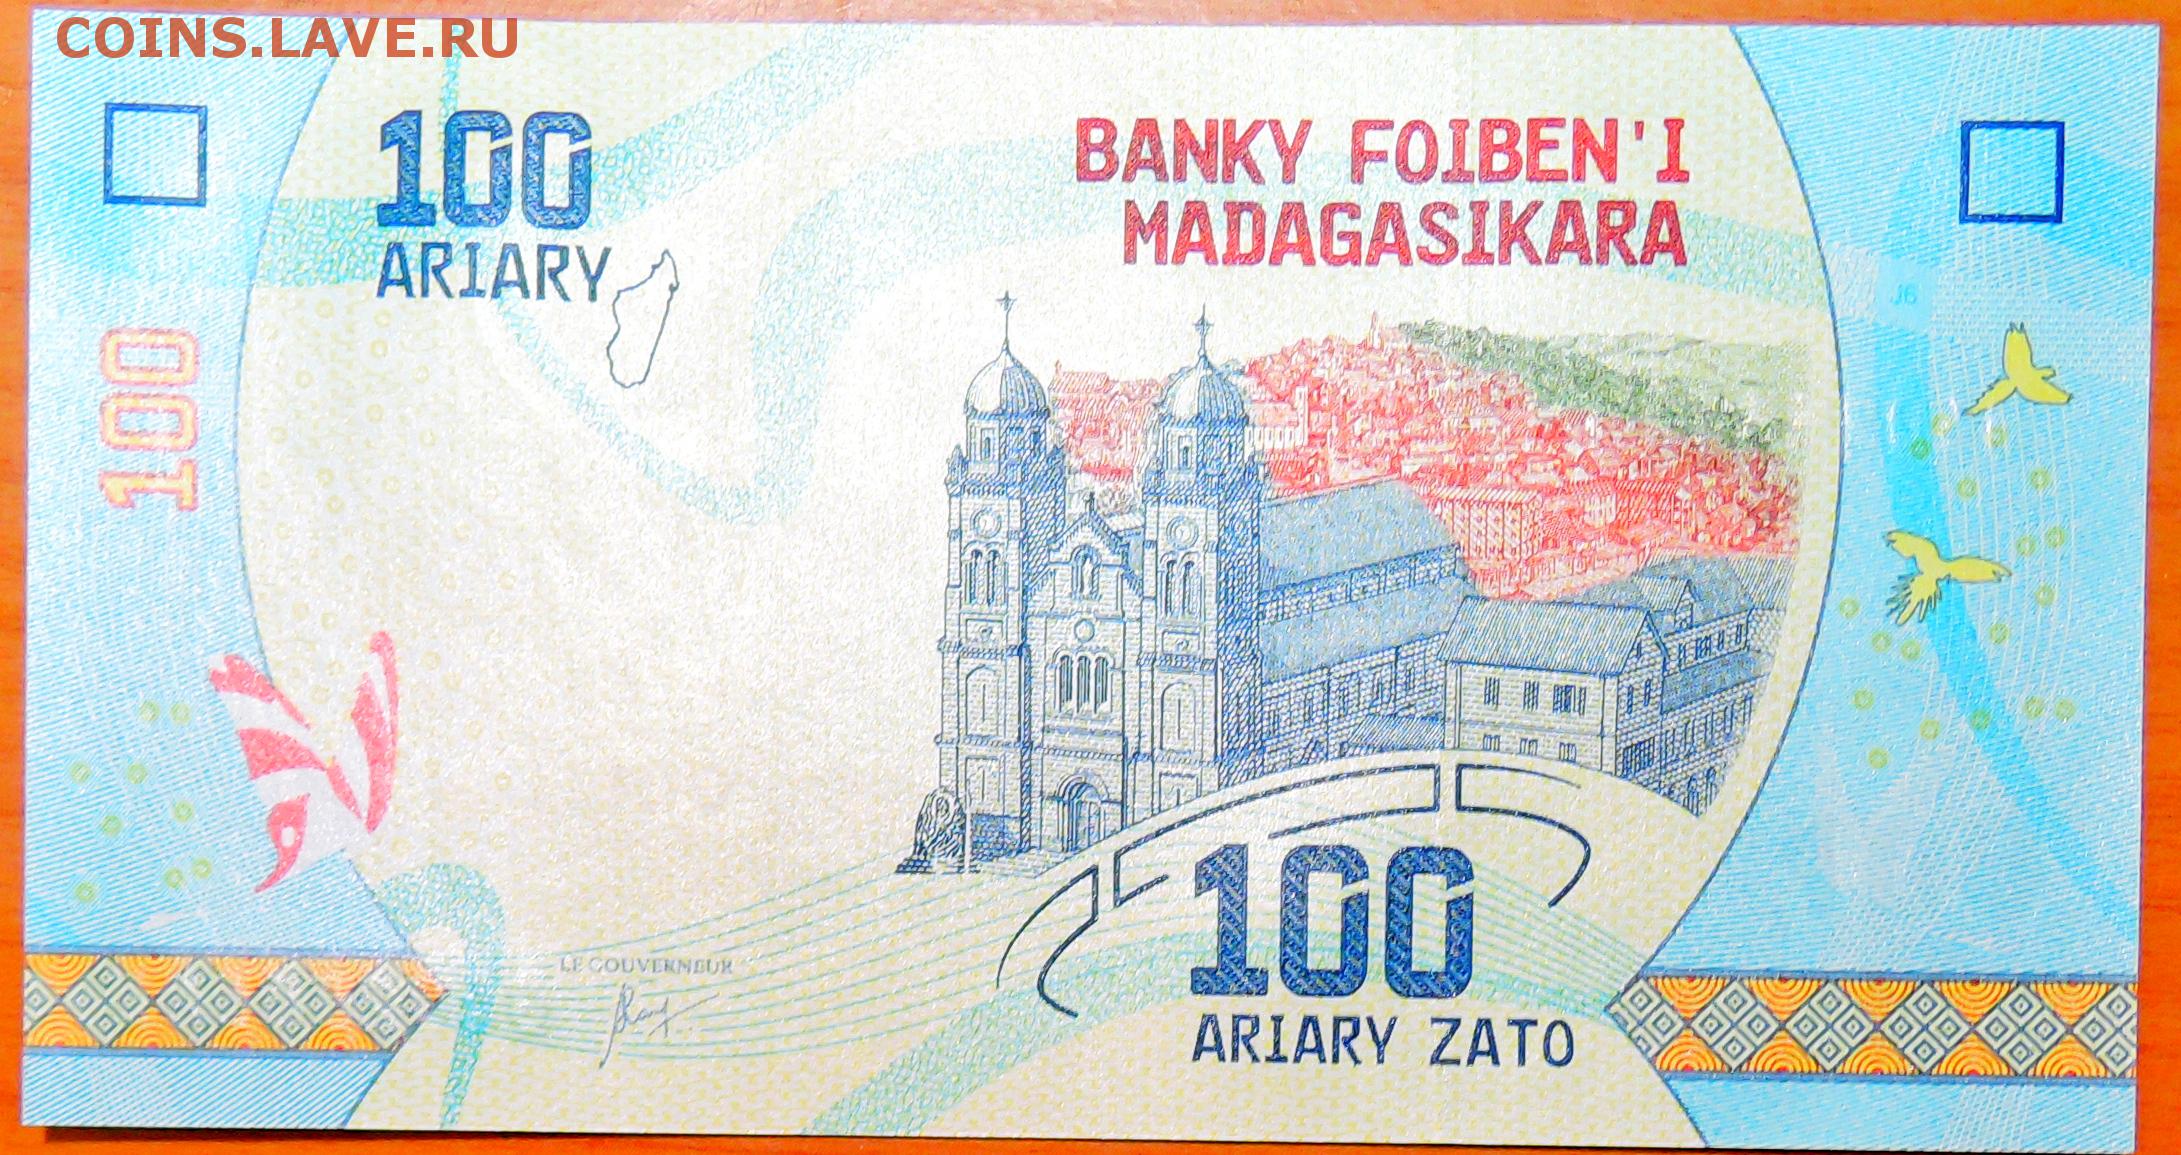 COINS.LAVE.RU
100
ARIARY
BANKY FOIBEN'I
MADAGASIKARA
100
LE GOUVERNEUR
100
ARIARY ZATO